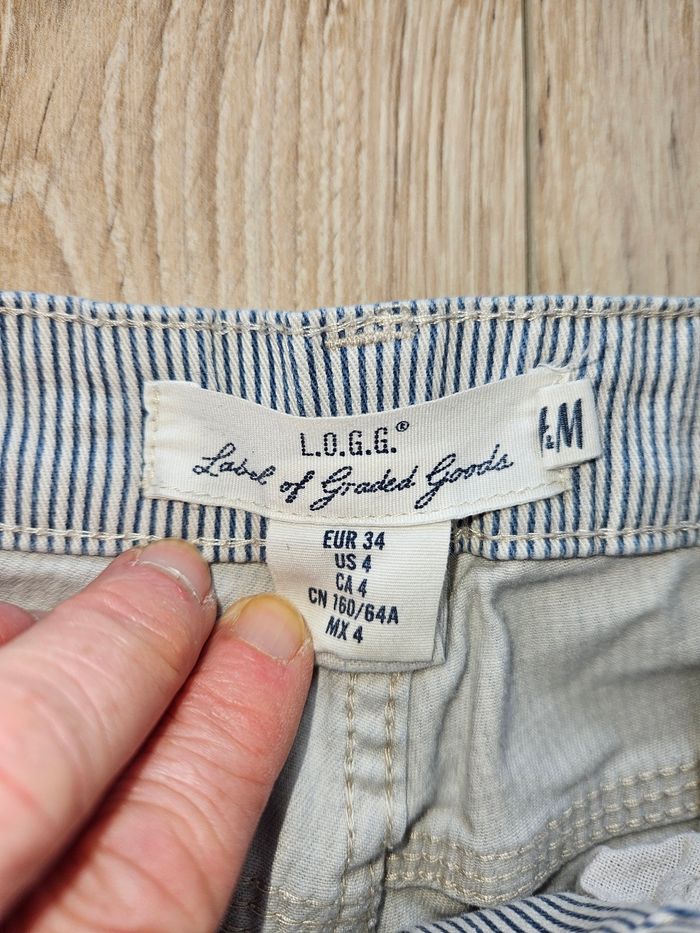 L.O.G.G.®
Label of Graded Goods
&M
EUR 34
US 4
CA 4
CN 160/64A
MX 4